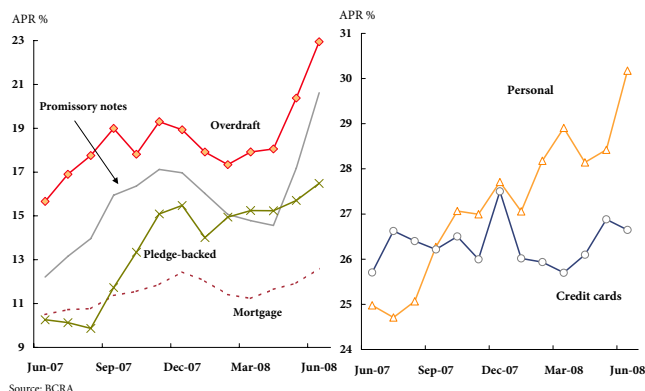 APR %
23
21
19
17
15
13
11
9
Promissory notes
Overdraft
Pledge-backed
Mortgage
Jun-07 Sep-07 Dec-07 Mar-08 Jun-08
Source: BCRA
APR %
31
30
29
28
27
26
25
24
Personal
Credit cards
Jun-07 Sep-07 Dec-07 Mar-08 Jun-08